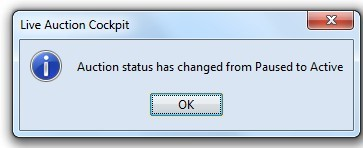 Live Auction Cockpit
Auction status has changed from Paused to Active
OK